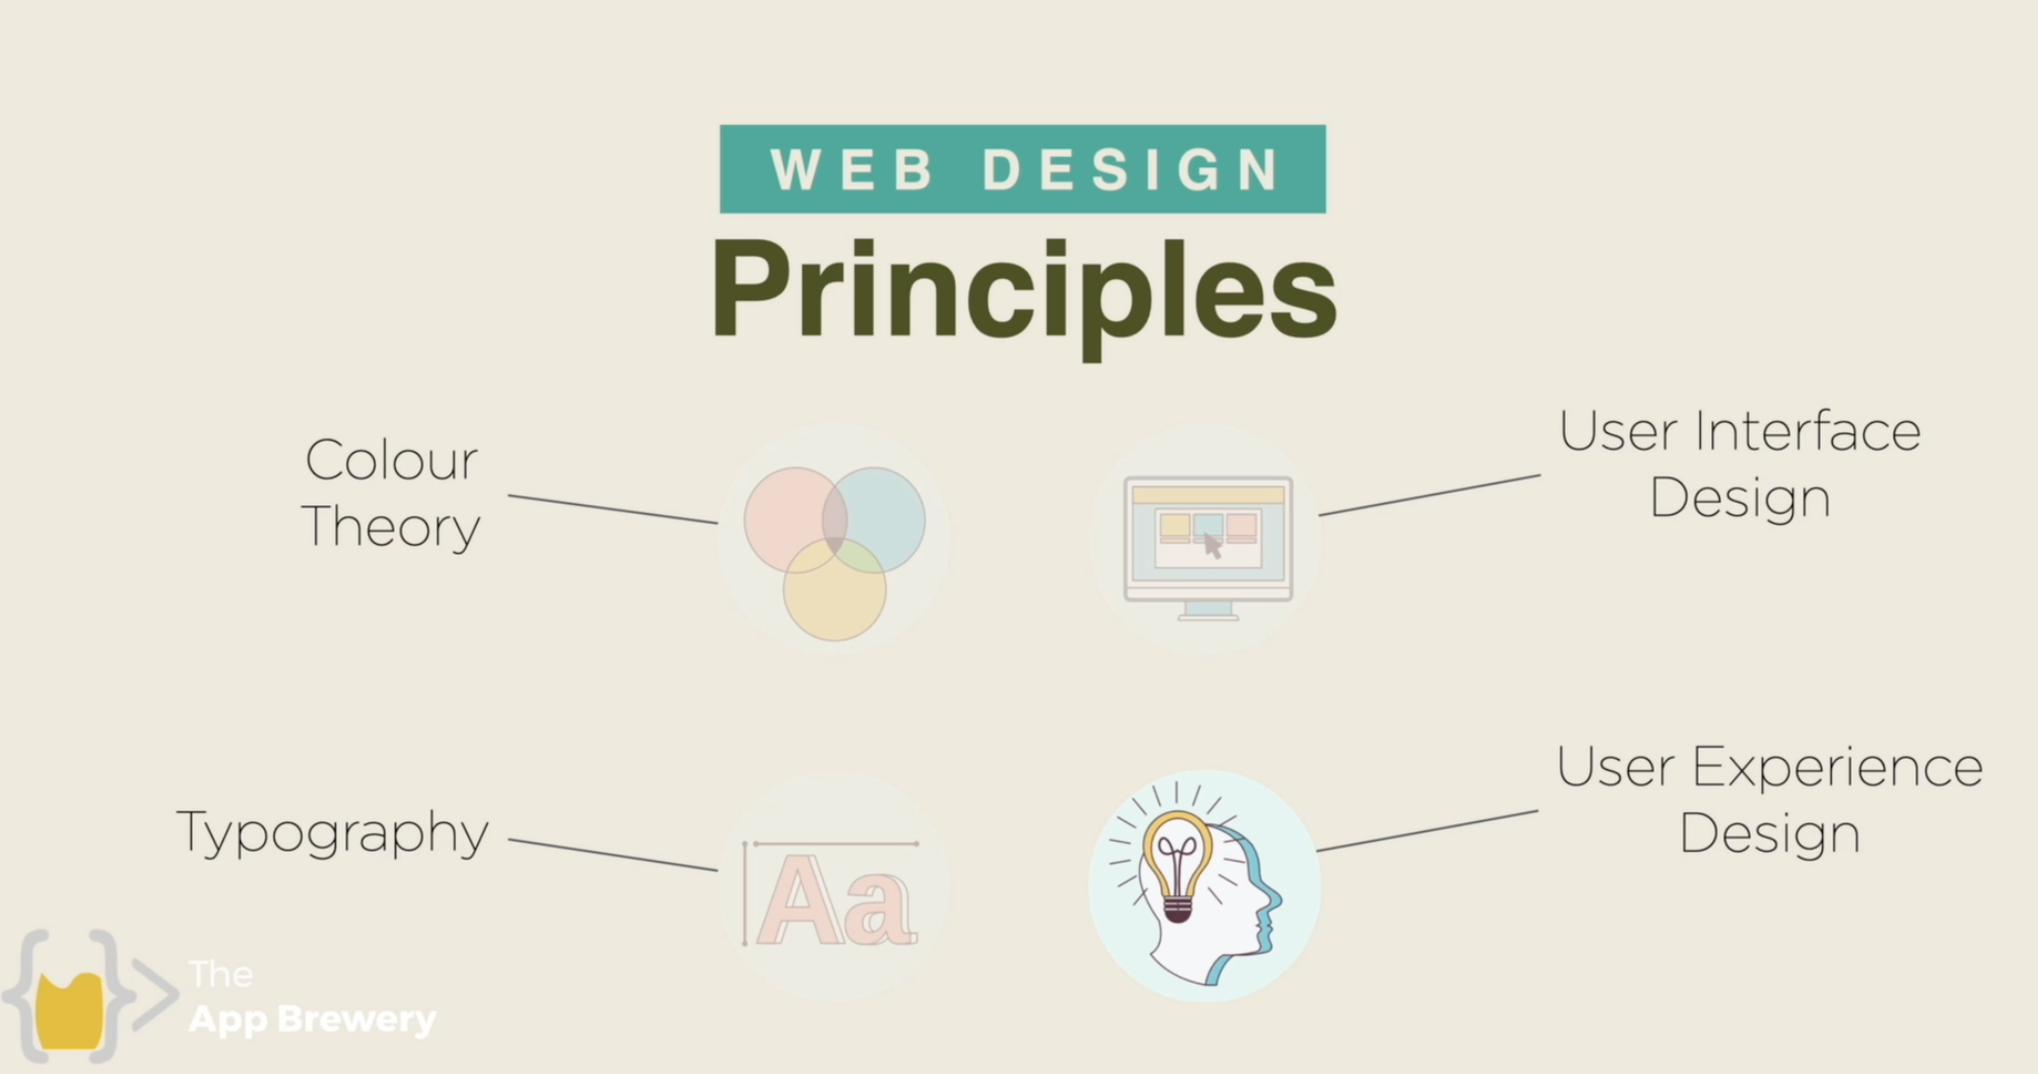 WEB DESIGN
Principles
Colour
Theory
User Interface
Design
Typography
Aa
User Experience
Design
The
App Brewery